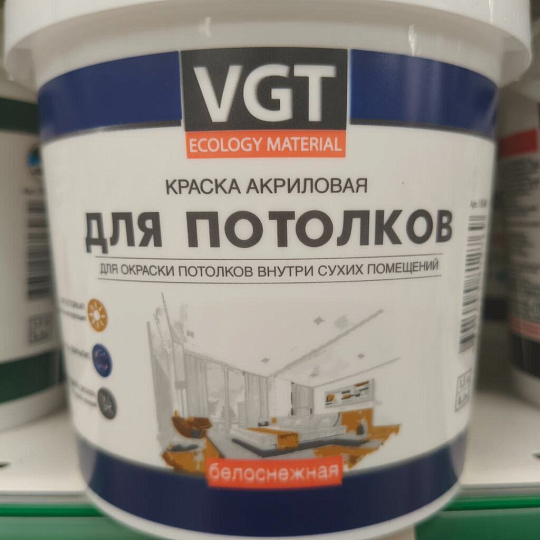 VGT
ECOLOGY MATERIAL
КРАСКА АКРИЛОВАЯ
ДЛЯ ПОТОЛКОВ
ДЛЯ ОКРАСКИ ПОТОЛКОВ ВНУТРИ СУХИХ ПОМЕЩЕНИЙ
белоснежная